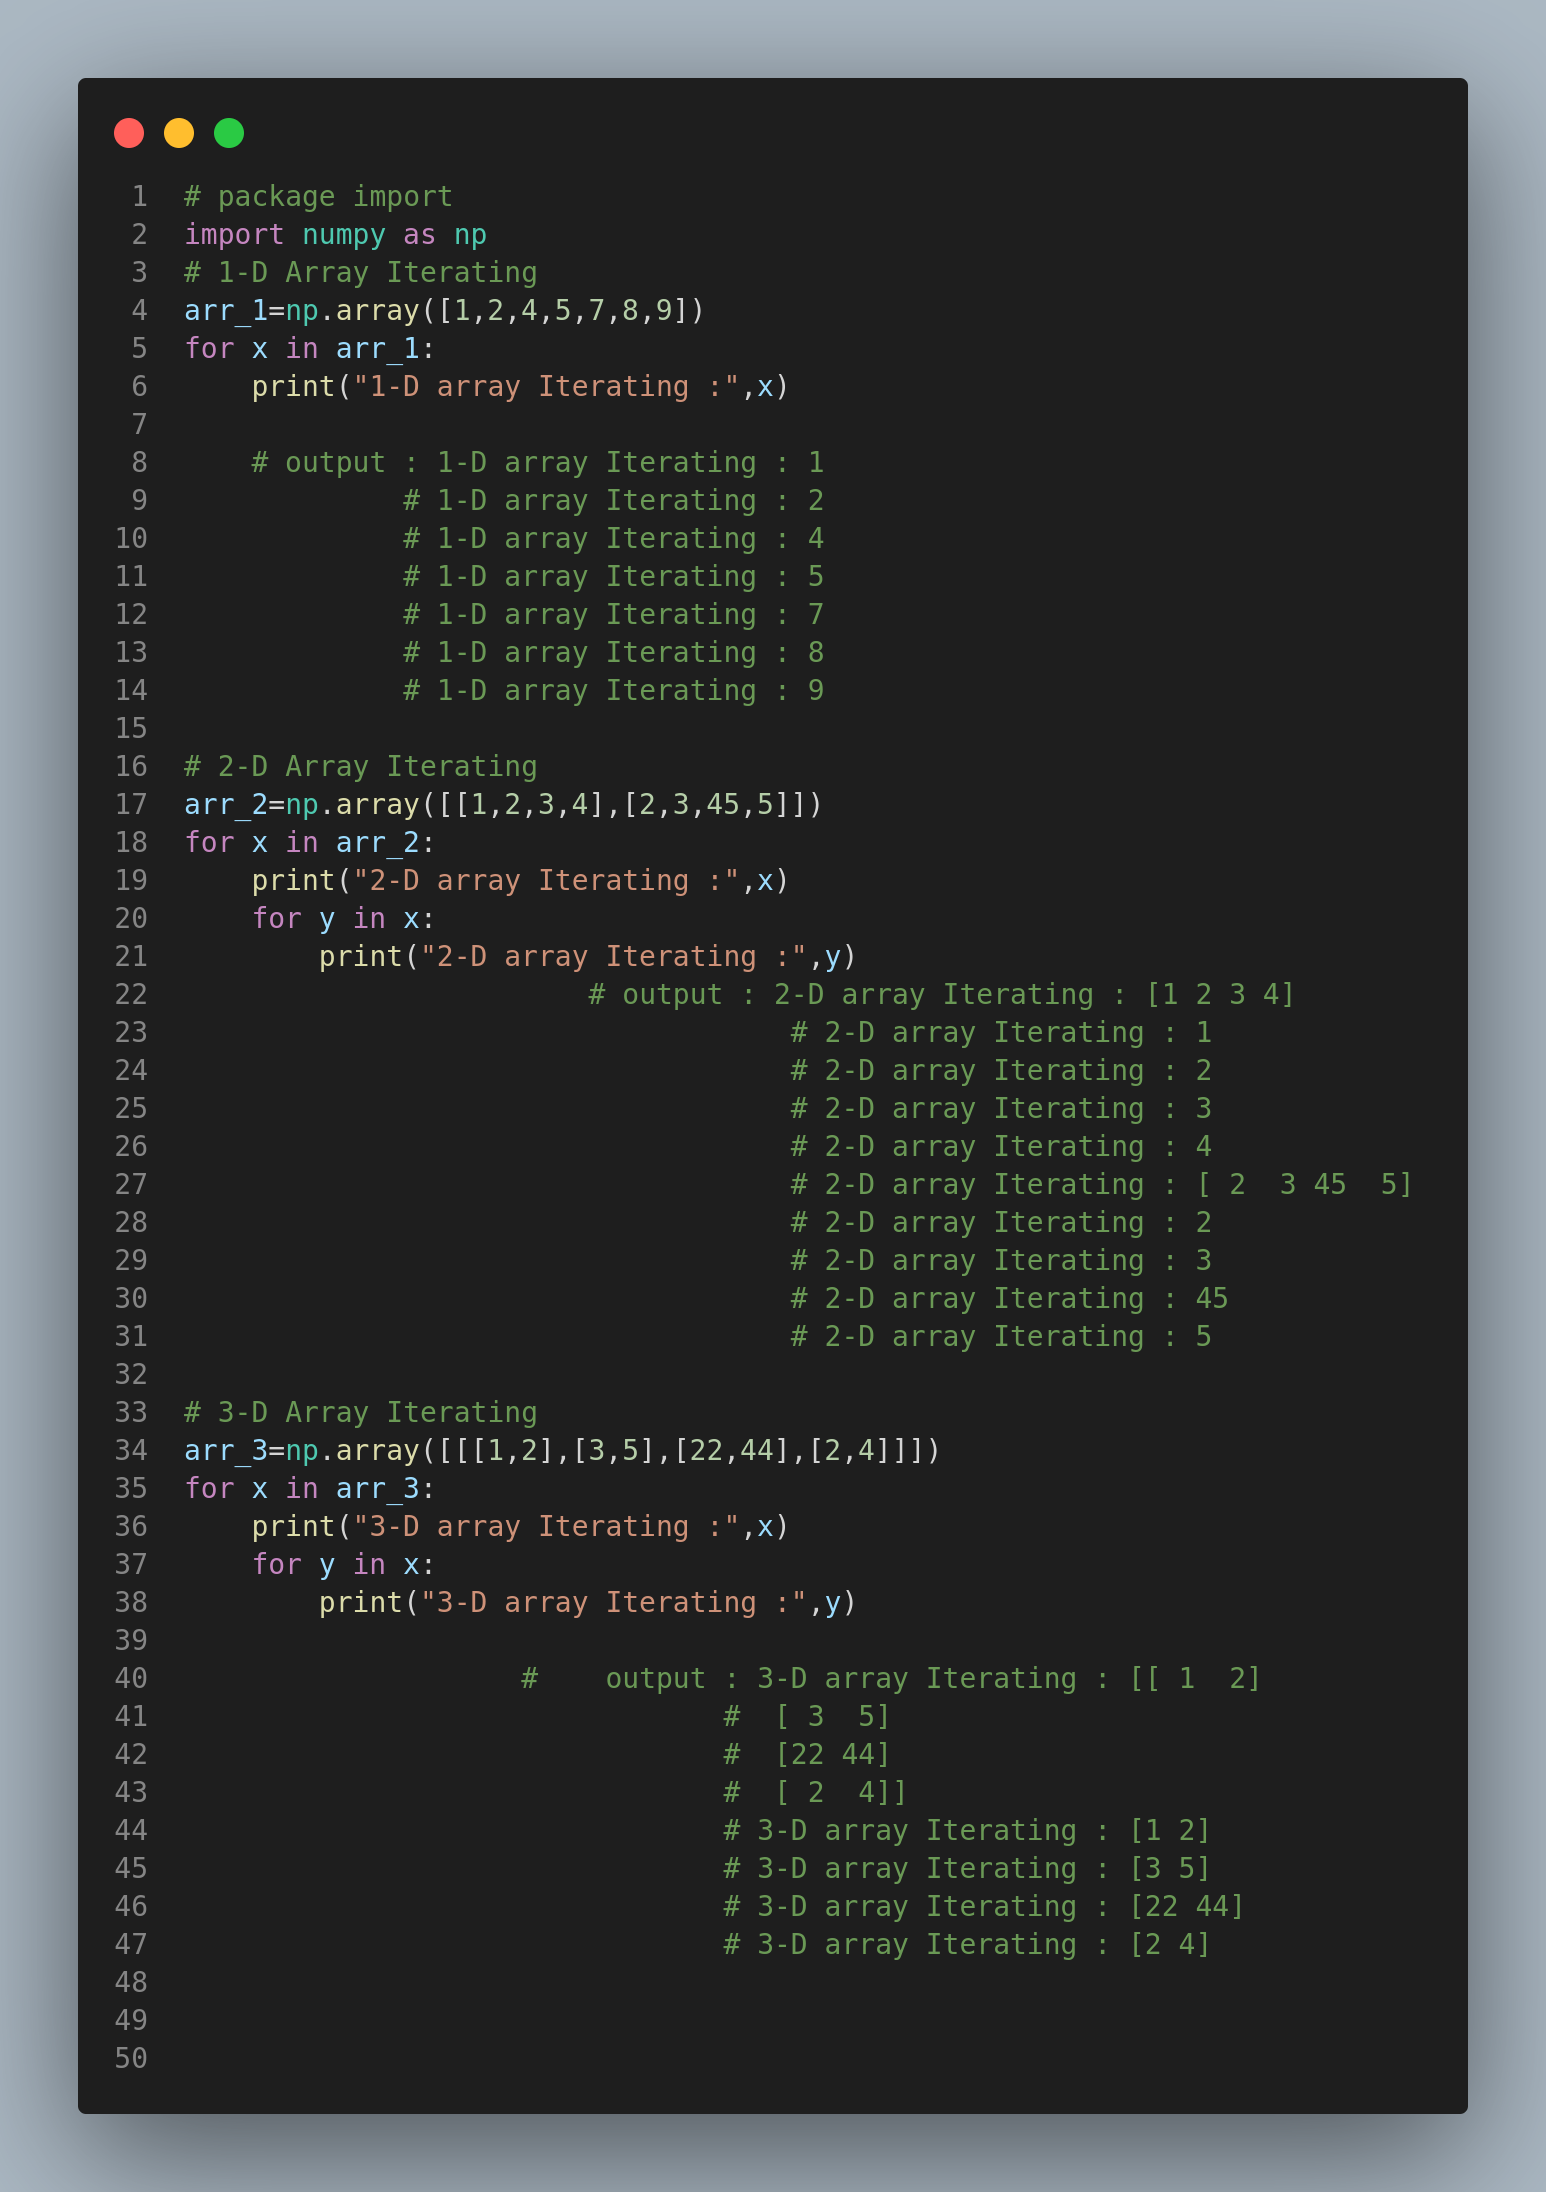 1 # package import
2 import numpy as np
3 # 1-D Array Iterating
4 arr_1=np.array([1,2,4,5,7,8,9])
5 for x in arr_1:
6     print("1-D array Iterating :",x)
7
8     # output : 1-D array Iterating : 1
9              # 1-D array Iterating : 2
10              # 1-D array Iterating : 4
11              # 1-D array Iterating : 5
12              # 1-D array Iterating : 7
13              # 1-D array Iterating : 8
14              # 1-D array Iterating : 9
15
16 # 2-D Array Iterating
17 arr_2=np.array([[1,2,3,4],[2,3,45,5]])
18 for x in arr_2:
19     print("2-D array Iterating :",x)
20     for y in x:
21         print("2-D array Iterating :",y)
22                         # output : 2-D array Iterating : [1 2 3 4]
23                                     # 2-D array Iterating : 1
24                                     # 2-D array Iterating : 2
25                                     # 2-D array Iterating : 3
26                                     # 2-D array Iterating : 4
27                                     # 2-D array Iterating : [ 2  3 45  5]
28                                     # 2-D array Iterating : 2
29                                     # 2-D array Iterating : 3
30                                     # 2-D array Iterating : 45
31                                     # 2-D array Iterating : 5
32
33 # 3-D Array Iterating
34 arr_3=np.array([[[1,2],[3,5],[22,44],[2,4]]])
35 for x in arr_3:
36     print("3-D array Iterating :",x)
37     for y in x:
38         print("3-D array Iterating :",y)
39
40                     #    output : 3-D array Iterating : [[ 1  2]
41                                 #  [ 3  5]
42                                 #  [22 44]
43                                 #  [ 2  4]]
44                                 # 3-D array Iterating : [1 2]
45                                 # 3-D array Iterating : [3 5]
46                                 # 3-D array Iterating : [22 44]
47                                 # 3-D array Iterating : [2 4]
48
49
50